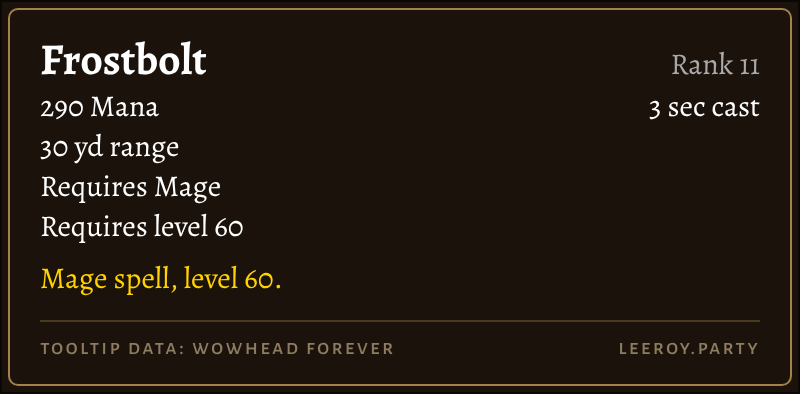 Frostbolt Rank 11
290 Mana 3 sec cast
30 yd range
Requires Mage
Requires level 60
Mage spell, level 60.
TOOLTIP DATA: WOWHEAD FOREVER LEEROY.PARTY